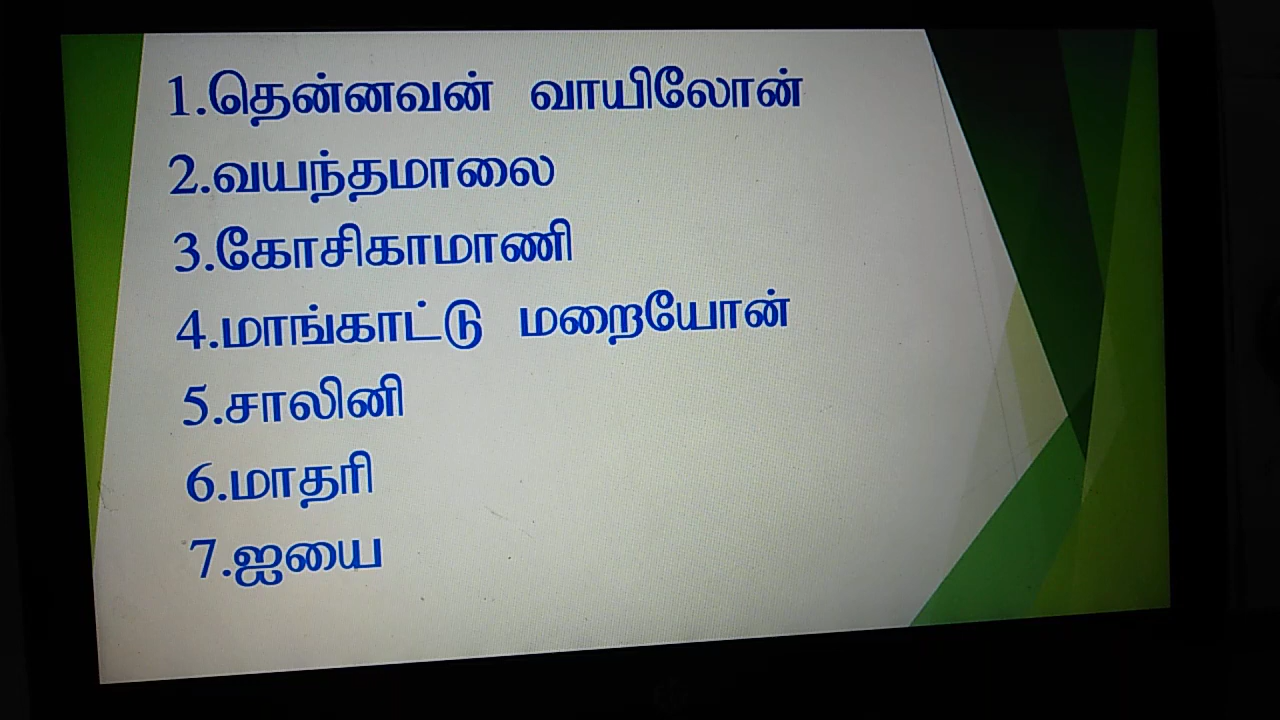 1.தென்னவன் வாயிலோன்
2.வயந்தமாலை
3.கோசிகாமாணி
4.மாங்காட்டு மறையோன்
5.சாலினி
6.மாதரி
7.ஐயை